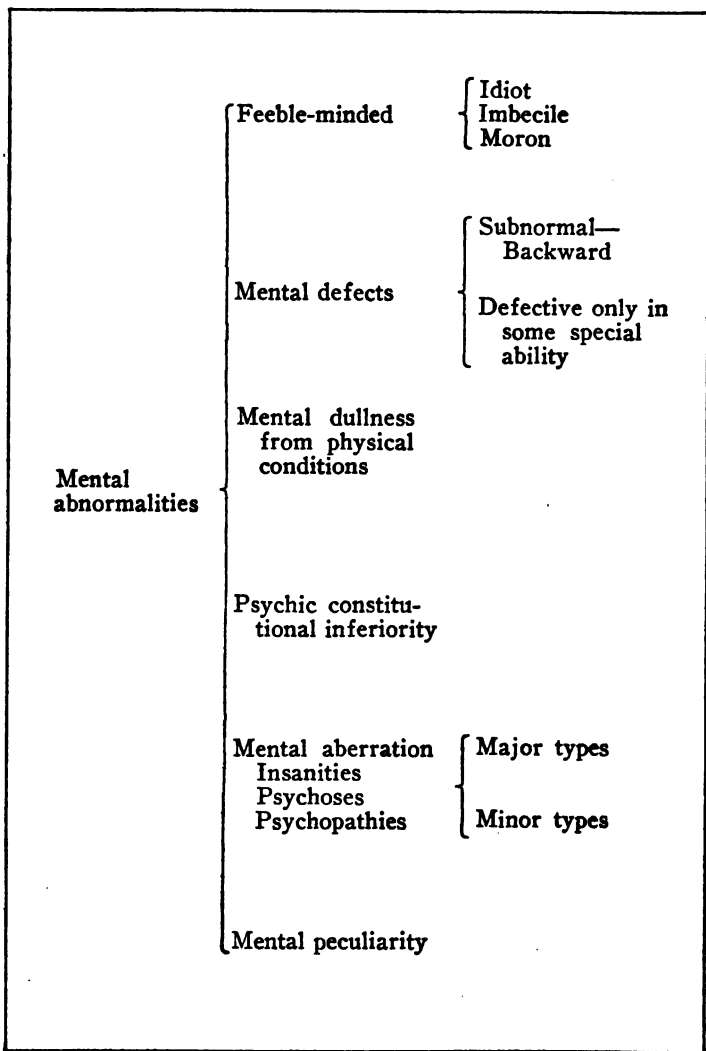 Feeble-minded
Idiot
Imbecile
Moron
Mental defects
Subnormal—
Backward
Defective only in
some special
ability
Mental dullness
from physical
conditions
Mental
abnormalities
Psychic constitu-
tional inferiority
Mental aberration
Insanities
Psychoses
Psychopathies
Major types
Minor types
Mental peculiarity